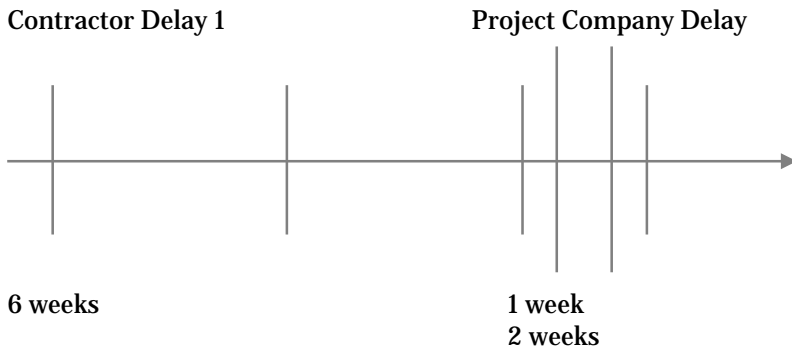 Contractor Delay 1
Project Company Delay
6 weeks
1 week
2 weeks